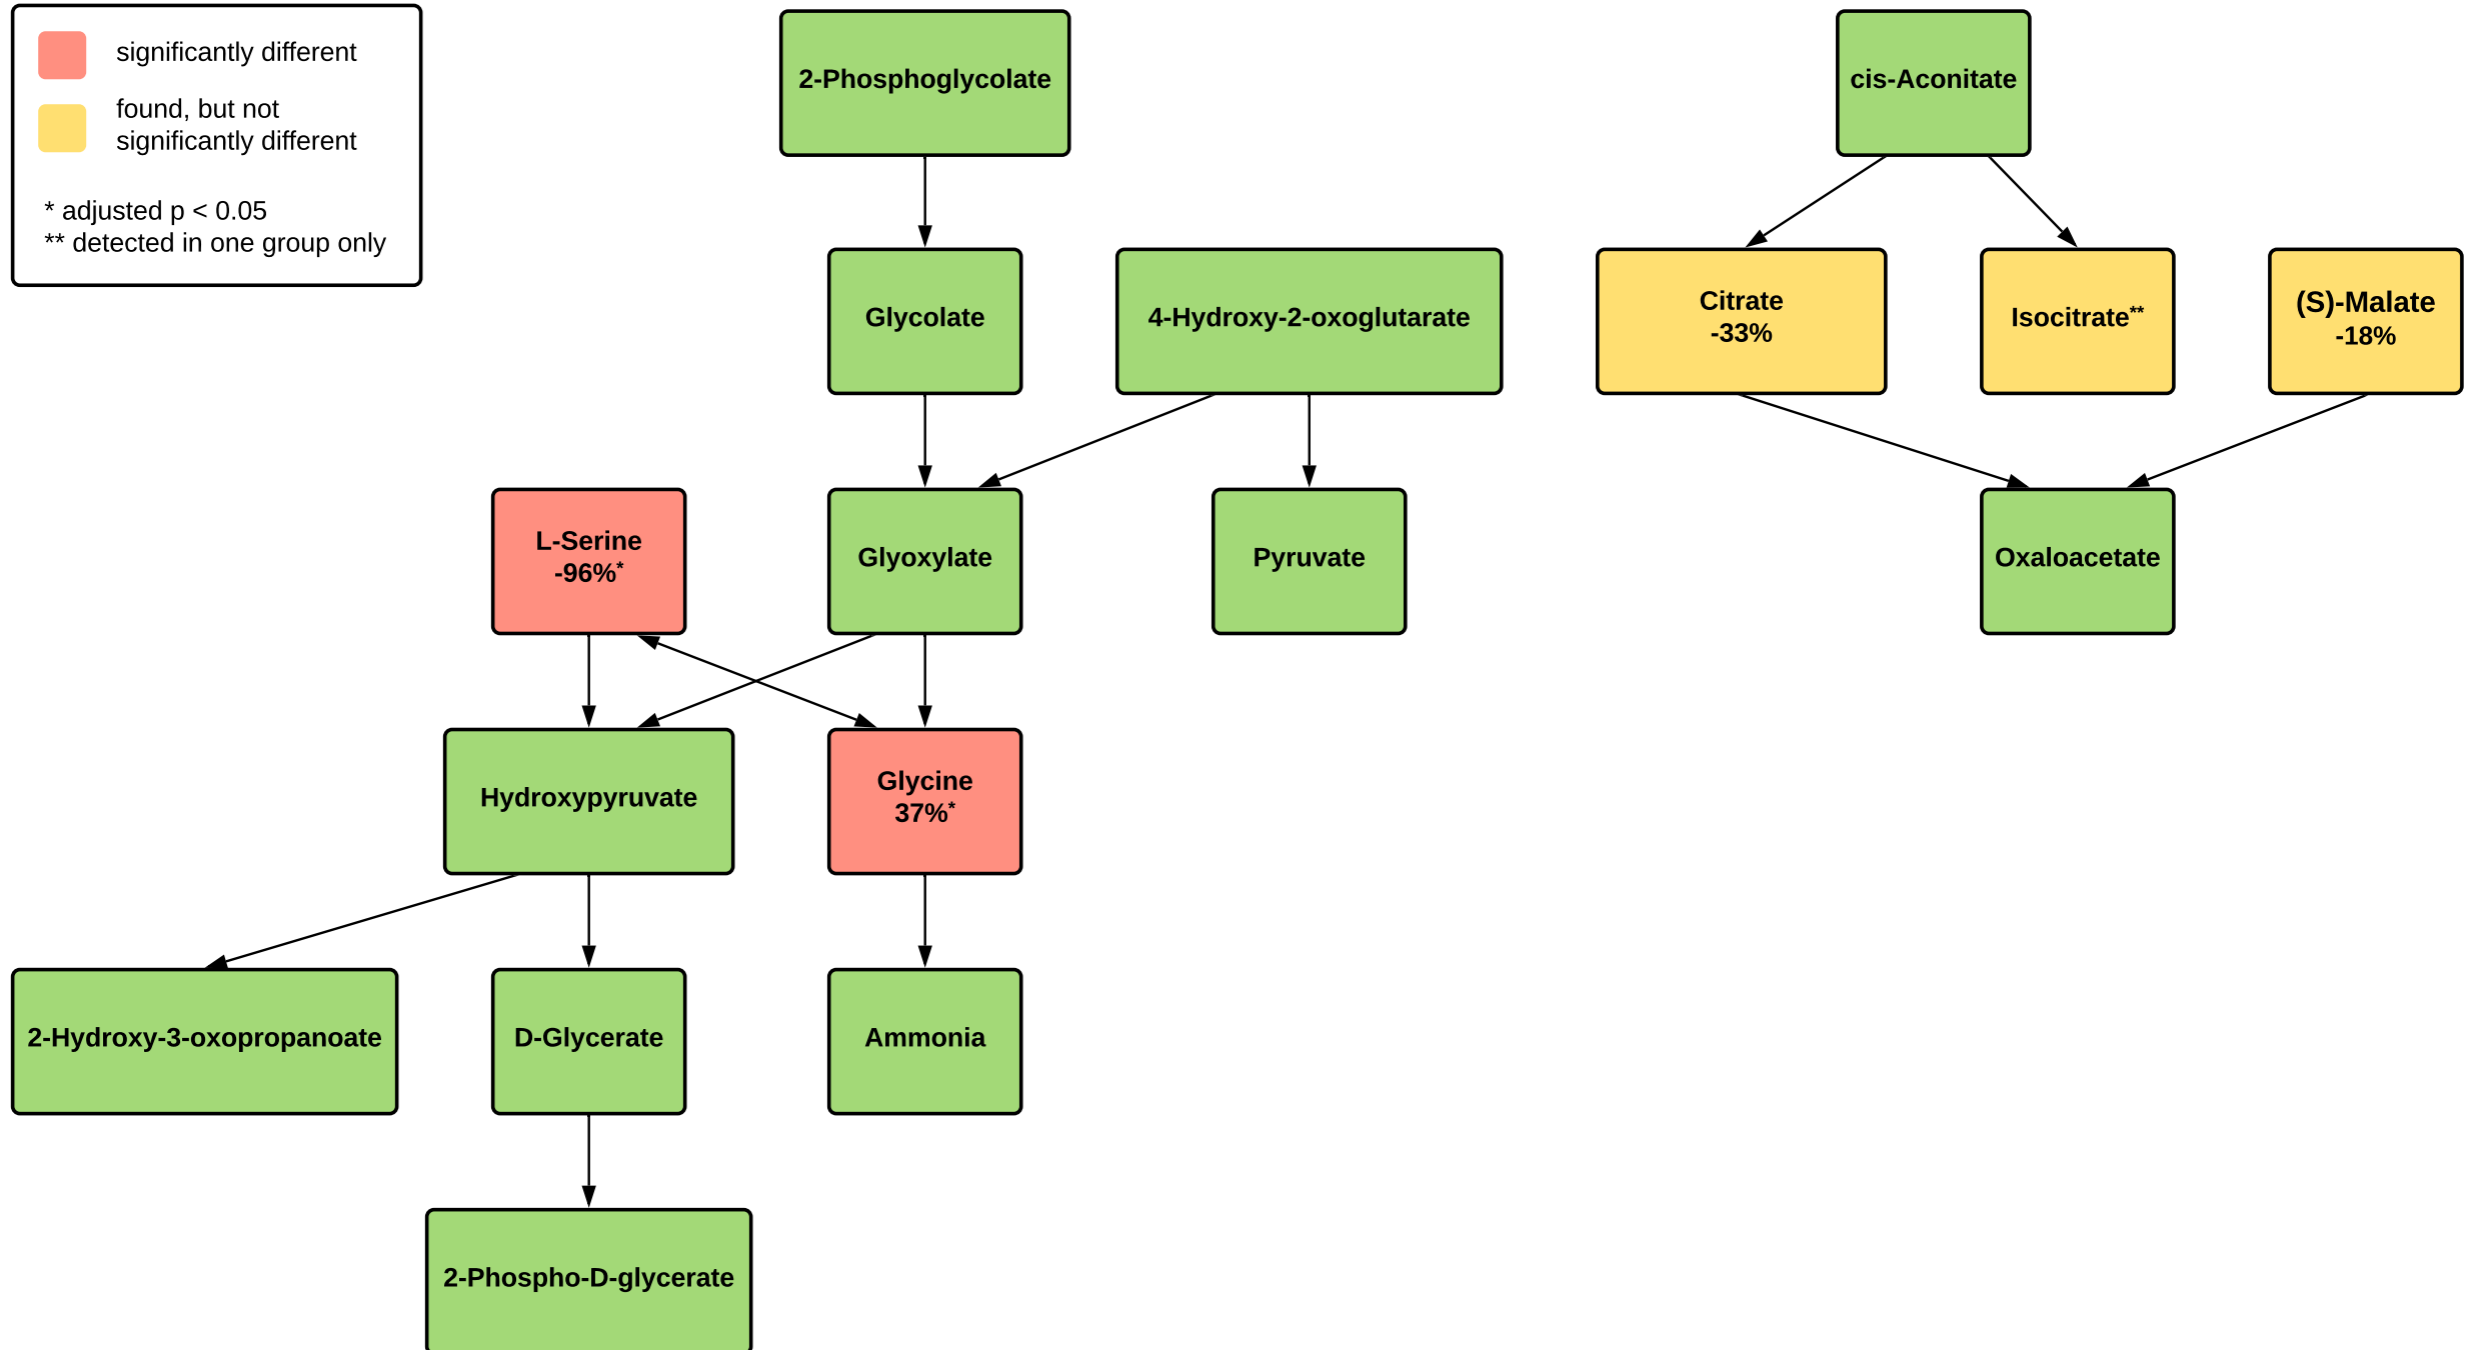 significantly different
found, but not
significantly different
* adjusted p < 0.05
** detected in one group only
2-Phosphoglycolate
cis-Aconitate
Glycolate
4-Hydroxy-2-oxoglutarate
Citrate
-33%
Isocitrate**
(S)-Malate
-18%
L-Serine
-96%*
Glyoxylate
Pyruvate
Oxaloacetate
Hydroxypyruvate
Glycine
37%*
2-Hydroxy-3-oxopropanoate
D-Glycerate
Ammonia
2-Phospho-D-glycerate